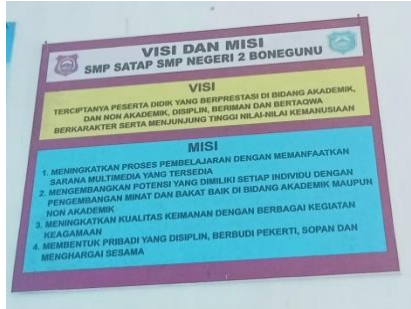 VISI DAN MISI
SMP SATAP SMP NEGERI 2 BONEGUNU
VISI
TERCIPTANYA PESERTA DIDIK YANG BERPRESTASI DI BIDANG AKADEMIK,
DAN NON AKADEMIK, DISIPLIN, BERIMAN DAN BERTAQWA
BERKARAKTER SERTA MENJUNJUNG TINGGI NILAI-NILAI KEMANUSIAAN
MISI
1. MENINGKATKAN PROSES PEMBELAJARAN DENGAN MEMANFAATKAN
SARANA MULTIMEDIA YANG TERSEDIA
2. MENGEMBANGKAN POTENSI YANG DIMILIKI SETIAP INDIVIDU DENGAN
PENGEMBANGAN MINAT DAN BAKAT BAIK DI BIDANG AKADEMIK MAUPUN
NON AKADEMIK
3. MENINGKATKAN KUALITAS KEIMANAN DENGAN BERBAGAI KEGIATAN
KEAGAMAAN
4. MEMBENTUK PRIBADI YANG DISIPLIN, BERBUDI PEKERTI, SOPAN DAN
MENGHARGAI SESAMA